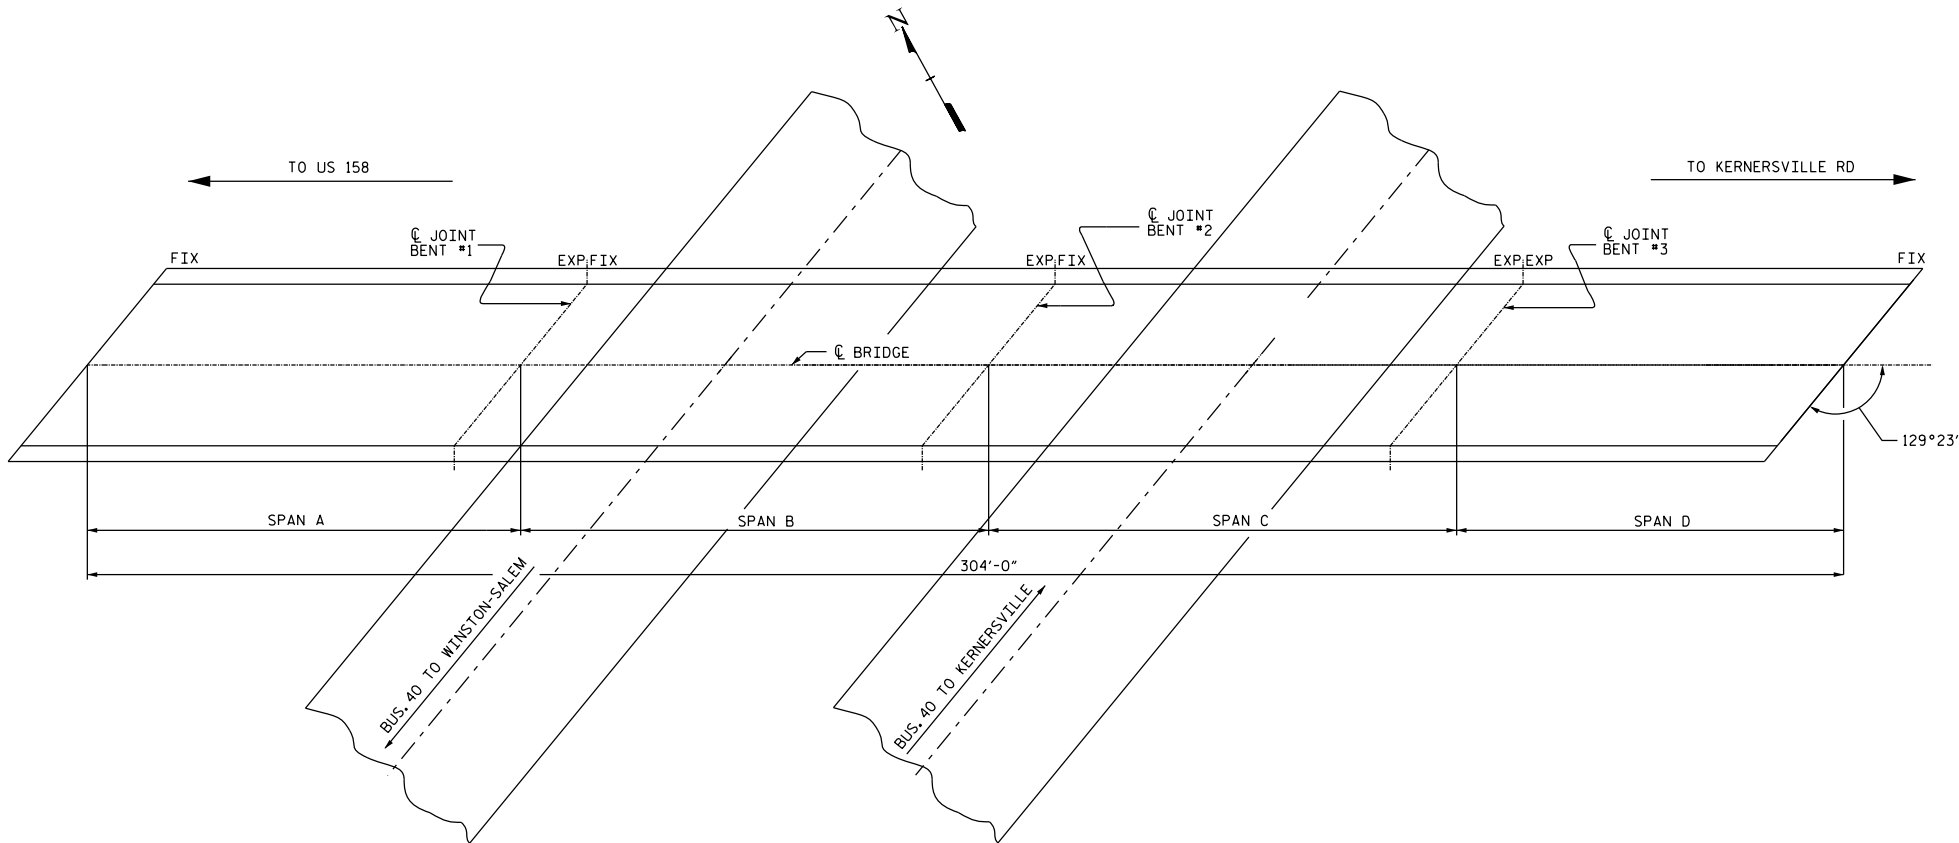 N
TO US 158
TO KERNERSVILLE RD
℄ JOINT
BENT #1
℄ JOINT
BENT #2
℄ JOINT
BENT #3
FIX
EXP. FIX
EXP. FIX
EXP. EXP
FIX
℄ BRIDGE
129°23'
SPAN A
SPAN B
SPAN C
SPAN D
304'-0"
BUS. 40 TO WINSTON-SALEM
BUS. 40 TO KERNERSVILLE